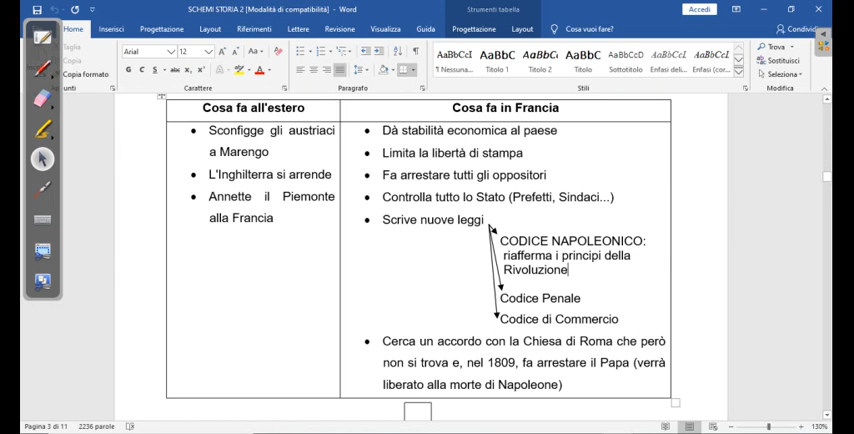 SCHEMI STORIA 2 [Modalità di compatibilità] - Word
Strumenti tabella
Accedi
Home Inserisci Progettazione Layout Riferimenti Lettere Revisione Visualizza Guida Progettazione Layout Cosa vuoi fare? Condividi
Taglia
Copia
Copia formato
unti
Arial 12
Carattere
Paragrafo
AaBbCcI AaBbC AaBbCc AaBbC AaBbCcD AaBbCcI AaBbCcI
¶ Nessuna... Titolo 1 Titolo 2 Titolo Sottotitolo Enfasi deli... Enfasi (cor...
Stili
Trova
Sostituisci
Seleziona
Modifica
Cosa fa all'estero
Cosa fa in Francia
• Sconfigge gli austriaci
a Marengo
• L'Inghilterra si arrende
• Annette il Piemonte
alla Francia
• Dà stabilità economica al paese
• Limita la libertà di stampa
• Fa arrestare tutti gli oppositori
• Controlla tutto lo Stato (Prefetti, Sindaci...)
• Scrive nuove leggi
CODICE NAPOLEONICO:
riafferma i principi della
Rivoluzione
Codice Penale
Codice di Commercio
• Cerca un accordo con la Chiesa di Roma che però
non si trova e, nel 1809, fa arrestare il Papa (verrà
liberato alla morte di Napoleone)
Pagina 3 di 11 2236 parole
130%